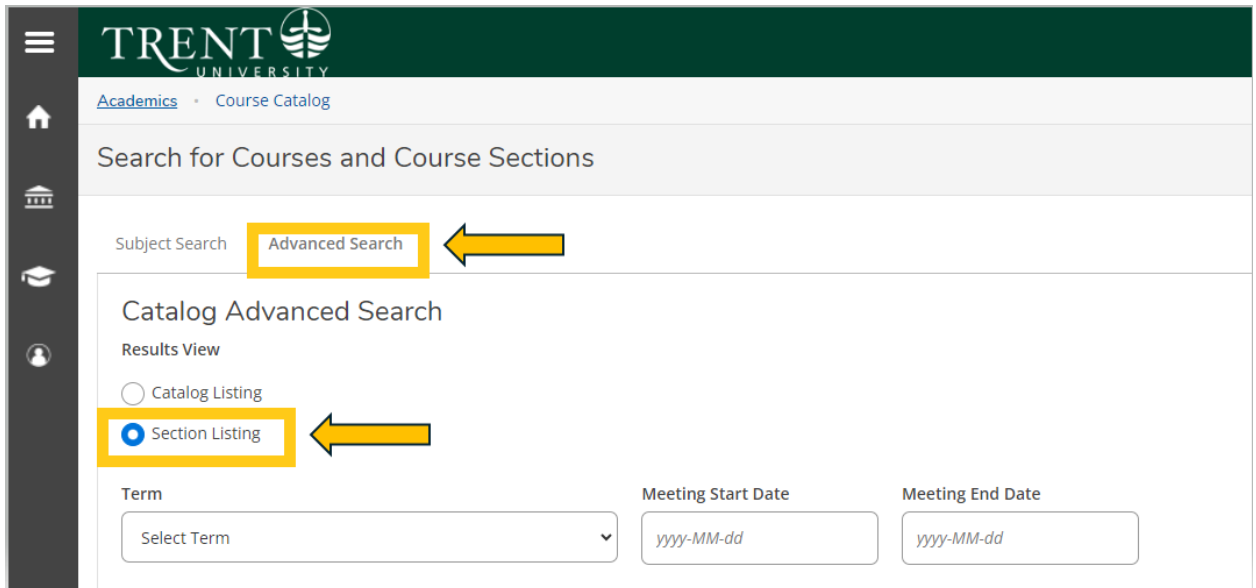 TRENT
UNIVERSITY
Academics · Course Catalog
Search for Courses and Course Sections
Subject Search Advanced Search
Catalog Advanced Search
Results View
Catalog Listing
Section Listing
Term Meeting Start Date Meeting End Date
Select Term yyyy-MM-dd yyyy-MM-dd